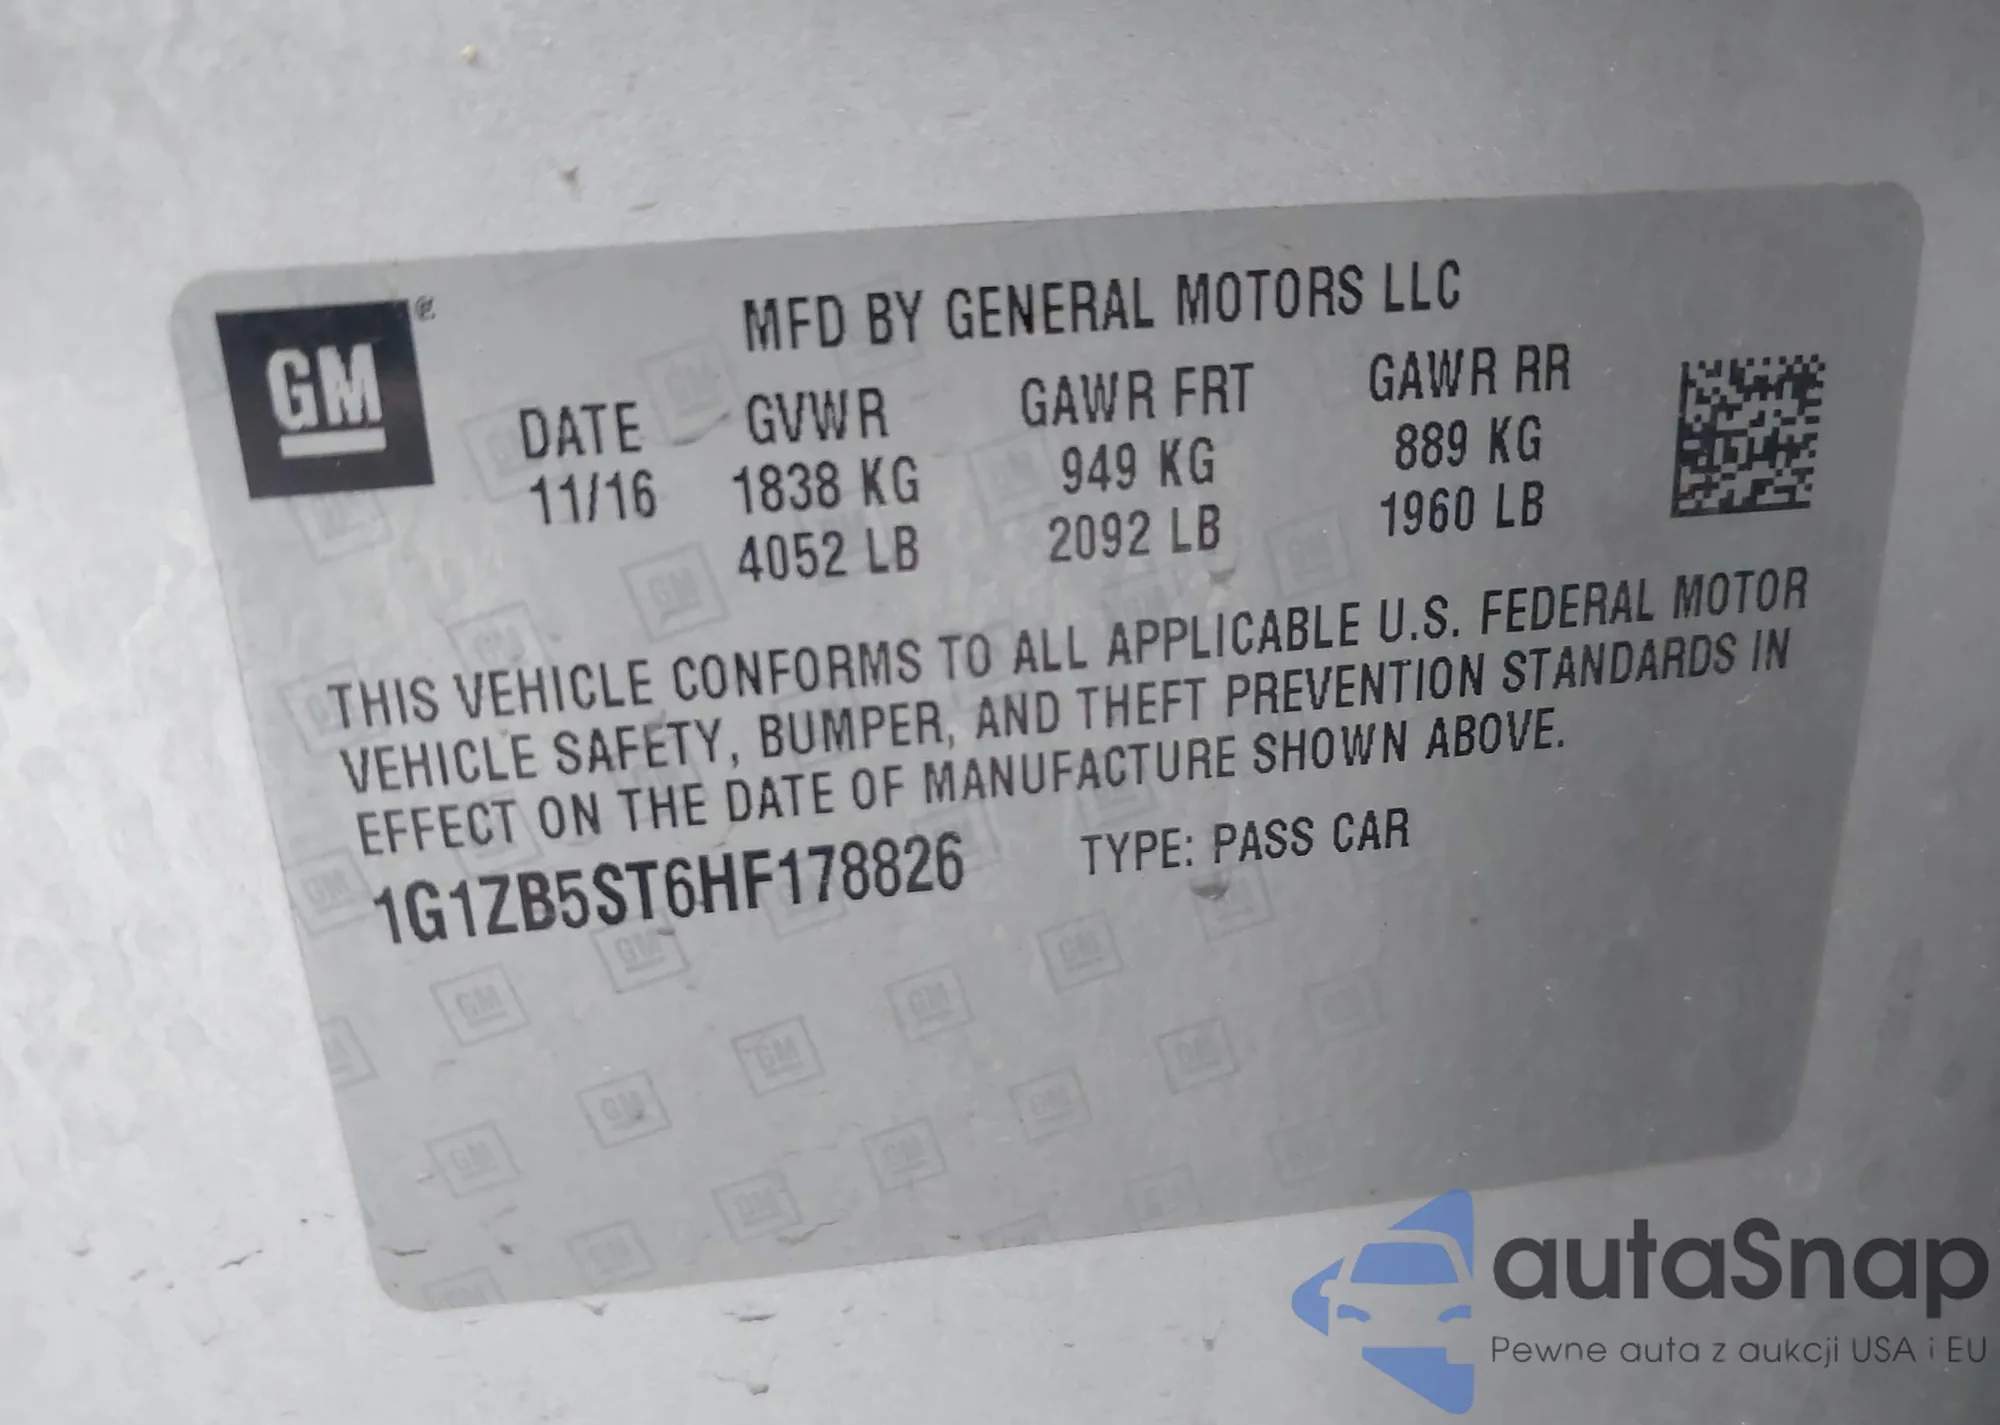 GM
MFD BY GENERAL MOTORS LLC
DATE GVWR GAWR FRT GAWR RR
11/16 1838 KG 949 KG 889 KG
4052 LB 2092 LB 1960 LB
THIS VEHICLE CONFORMS TO ALL APPLICABLE U.S. FEDERAL MOTOR
VEHICLE SAFETY, BUMPER, AND THEFT PREVENTION STANDARDS IN
EFFECT ON THE DATE OF MANUFACTURE SHOWN ABOVE.
1G1ZB5ST6HF178826 TYPE: PASS CAR
autaSnap
Pewne auta z aukcji USA i EU